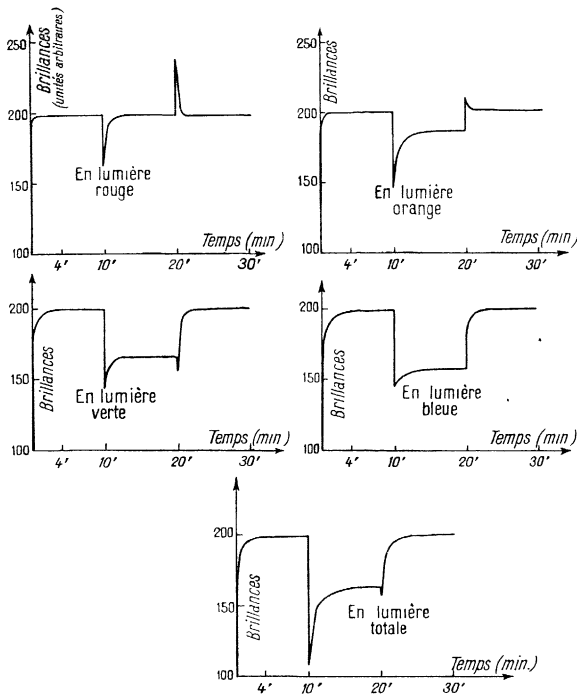 Brillances
(unités arbitraires)
250
200
150
100
En lumière
rouge
Temps (min)
4' 10' 20' 30'
Brillances
250
200
150
100
En lumière
orange
Temps (min)
4' 10' 20' 30'
Brillances
200
150
100
En lumière
verte
Temps (min)
4' 10' 20' 30'
Brillances
200
150
100
En lumière
bleue
Temps (min)
4' 10' 20' 30'
Brillances
200
150
100
En lumière
totale
Temps (min.)
4' 10' 20' 30'